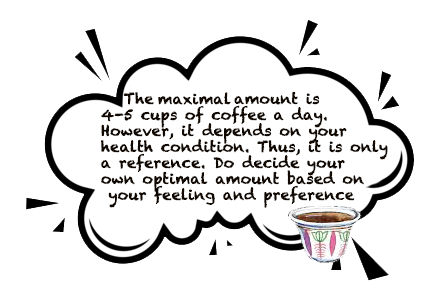 The maximal amount is
4-5 cups of coffee a day.
However, it depends on your
health condition. Thus, it is only
a reference. Do decide your
own optimal amount based on
your feeling and preference